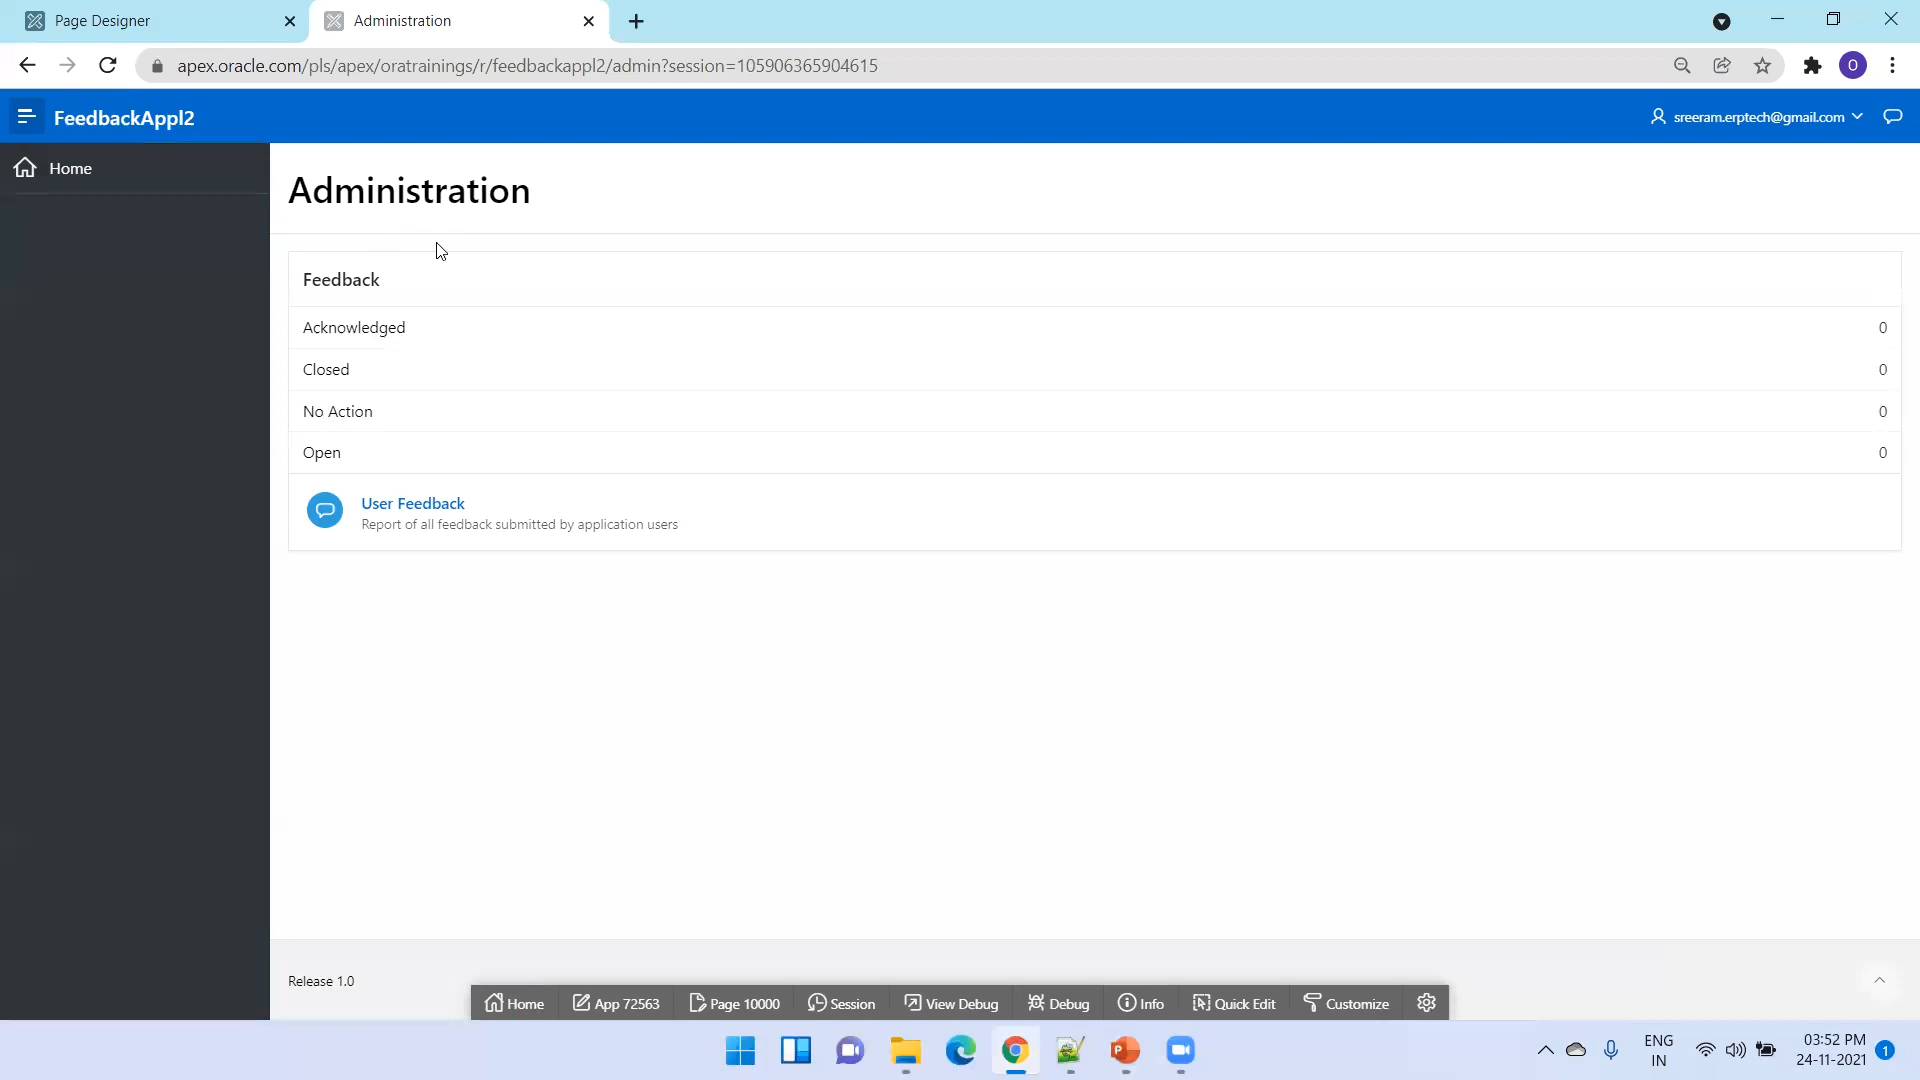 Page Designer
Administration
apex.oracle.com/pls/apex/oratrainings/r/feedbackappl2/admin?session=105906365904615
O
FeedbackAppl2
sreeram.erptech@gmail.com
Home
Administration
Feedback
Acknowledged 0
Closed 0
No Action 0
Open 0
User Feedback
Report of all feedback submitted by application users
Release 1.0
Home App 72563 Page 10000 Session View Debug Debug Info Quick Edit Customize
ENG
IN
03:52 PM
24-11-2021
1